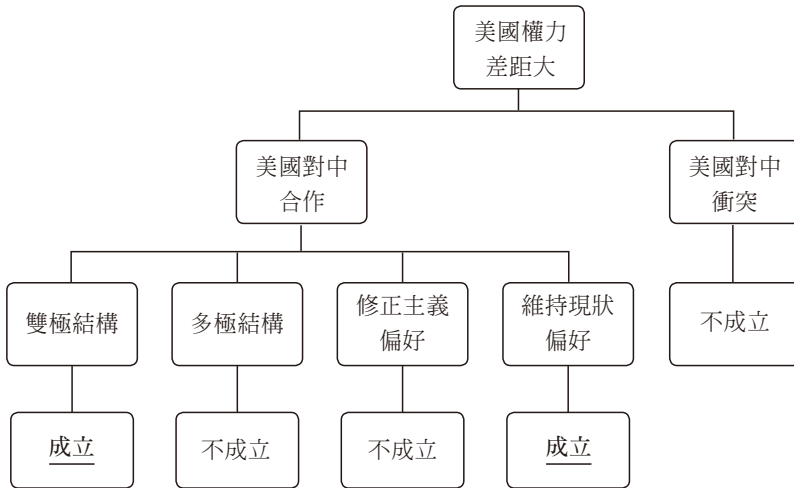 美國權力
差距大
美國對中
合作
美國對中
衝突
雙極結構
多極結構
修正主義
偏好
維持現狀
偏好
不成立
成立
不成立
不成立
成立